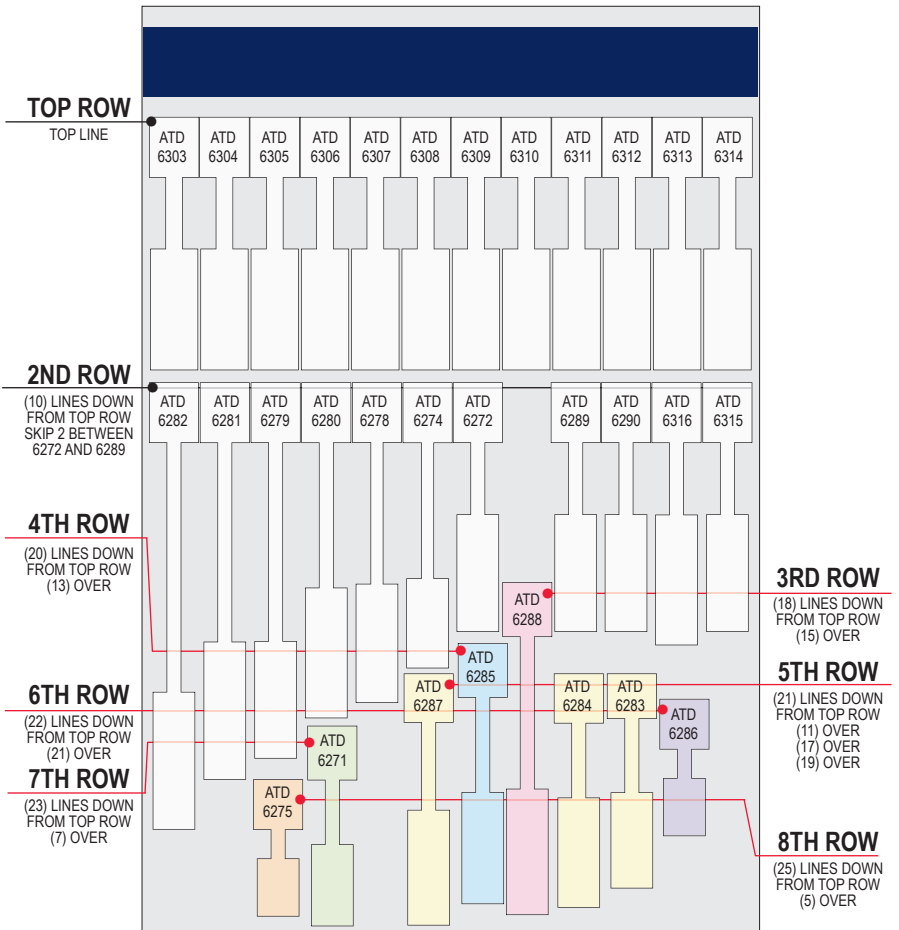 TOP ROW
TOP LINE
ATD 6303
ATD 6304
ATD 6305
ATD 6306
ATD 6307
ATD 6308
ATD 6309
ATD 6310
ATD 6311
ATD 6312
ATD 6313
ATD 6314
2ND ROW
(10) LINES DOWN
FROM TOP ROW
SKIP 2 BETWEEN
6272 AND 6289
ATD 6282
ATD 6281
ATD 6279
ATD 6280
ATD 6278
ATD 6274
ATD 6272
ATD 6289
ATD 6290
ATD 6316
ATD 6315
4TH ROW
(20) LINES DOWN
FROM TOP ROW
(13) OVER
3RD ROW
(18) LINES DOWN
FROM TOP ROW
(15) OVER
ATD 6288
ATD 6285
5TH ROW
(21) LINES DOWN
FROM TOP ROW
(11) OVER
(17) OVER
(19) OVER
ATD 6287
ATD 6284
ATD 6283
6TH ROW
(22) LINES DOWN
FROM TOP ROW
(21) OVER
ATD 6286
7TH ROW
(23) LINES DOWN
FROM TOP ROW
(7) OVER
ATD 6271
ATD 6275
8TH ROW
(25) LINES DOWN
FROM TOP ROW
(5) OVER